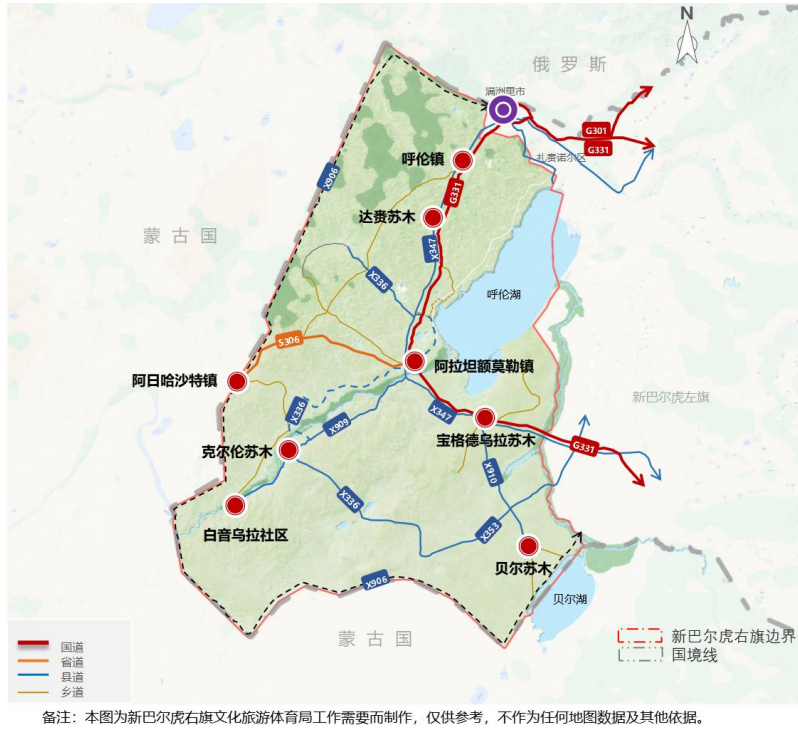 N
俄罗斯
满洲里市
G301
G331
扎赉诺尔区
呼伦镇
X906
G331
达赉苏木
蒙古国
X347
X336
呼伦湖
S306
阿拉坦额莫勒镇
阿日哈沙特镇
新巴尔虎左旗
X336
X347
X909
宝格德乌拉苏木
G331
克尔伦苏木
X910
X336
白音乌拉社区
X353
贝尔苏木
X906
贝尔湖
蒙古国
新巴尔虎右旗边界
国境线
国道
省道
县道
乡道
备注：本图为新巴尔虎右旗文化旅游体育局工作需要而制作，仅供参考，不作为任何地图数据及其他依据。